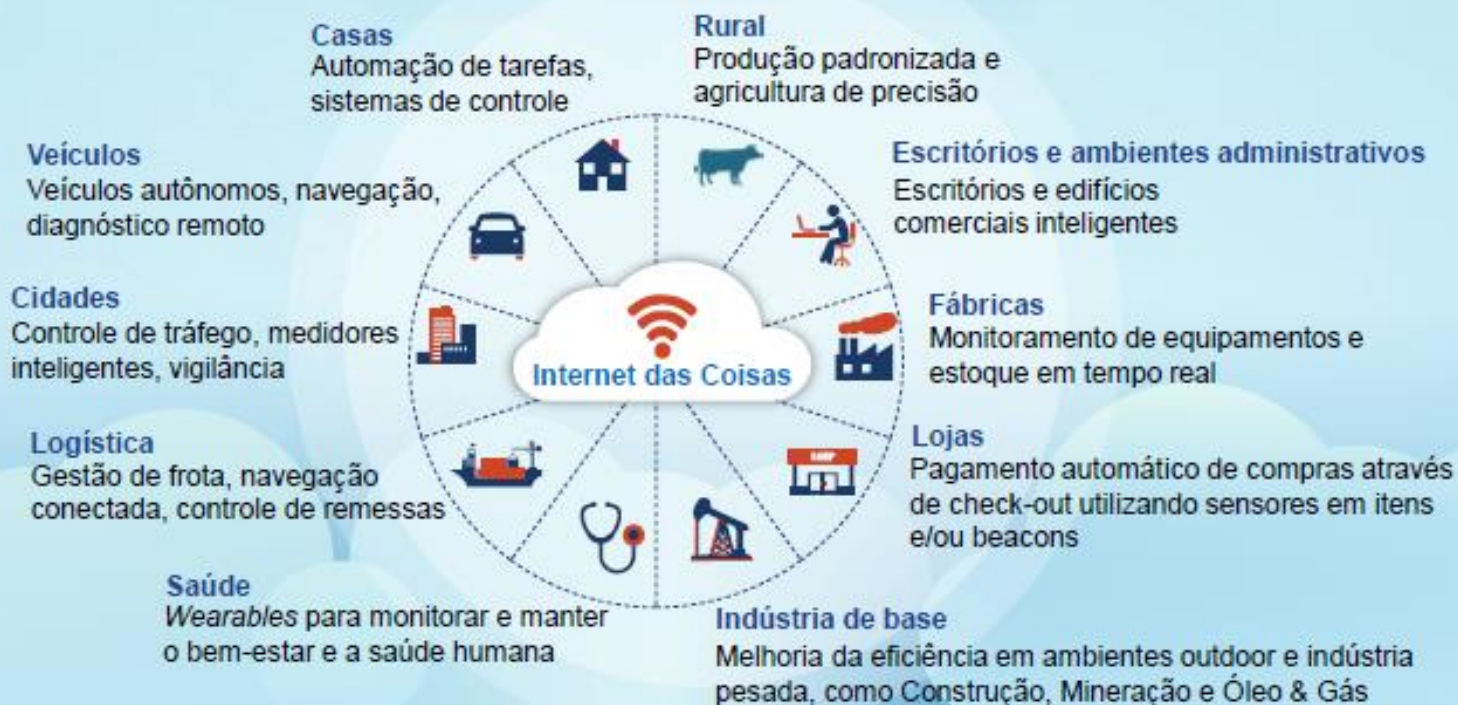 Casas
Automação de tarefas,
sistemas de controle
Rural
Produção padronizada e
agricultura de precisão
Veículos
Veículos autônomos, navegação,
diagnóstico remoto
Escritórios e ambientes administrativos
Escritórios e edifícios
comerciais inteligentes
Cidades
Controle de tráfego, medidores
inteligentes, vigilância
Internet das Coisas
Fábricas
Monitoramento de equipamentos e
estoque em tempo real
Logística
Gestão de frota, navegação
conectada, controle de remessas
Lojas
Pagamento automático de compras através
de check-out utilizando sensores em itens
e/ou beacons
Saúde
Wearables para monitorar e manter
o bem-estar e a saúde humana
Indústria de base
Melhoria da eficiência em ambientes outdoor e indústria
pesada, como Construção, Mineração e Óleo & Gás